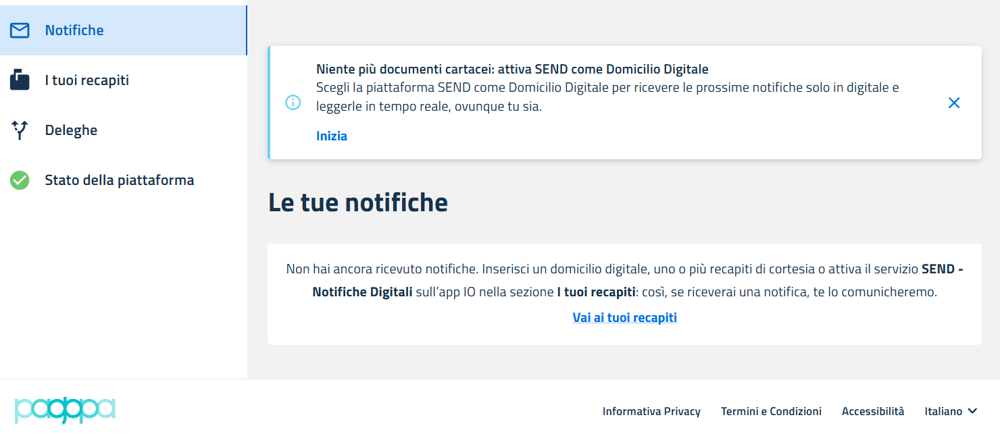 Notifiche
I tuoi recapiti
Deleghe
Stato della piattaforma
Niente più documenti cartacei: attiva SEND come Domicilio Digitale
Scegli la piattaforma SEND come Domicilio Digitale per ricevere le prossime notifiche solo in digitale e
leggerle in tempo reale, ovunque tu sia.
Inizia
Le tue notifiche
Non hai ancora ricevuto notifiche. Inserisci un domicilio digitale, uno o più recapiti di cortesia o attiva il servizio SEND -
Notifiche Digitali sull’app IO nella sezione I tuoi recapiti: così, se riceverai una notifica, te lo comunicheremo.
Vai ai tuoi recapiti
pagopa
Informativa Privacy Termini e Condizioni Accessibilità Italiano